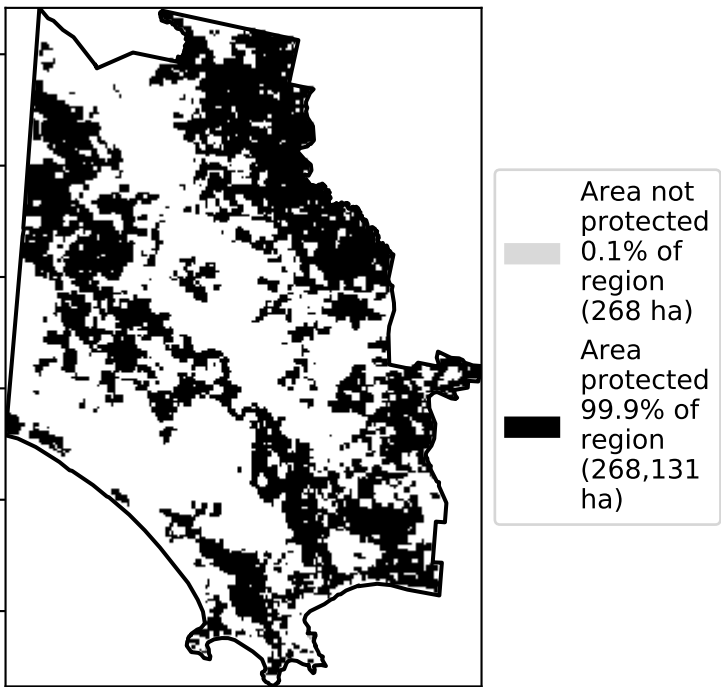 Area not
protected
0.1% of
region
(268 ha)
Area
protected
99.9% of
region
(268,131
ha)